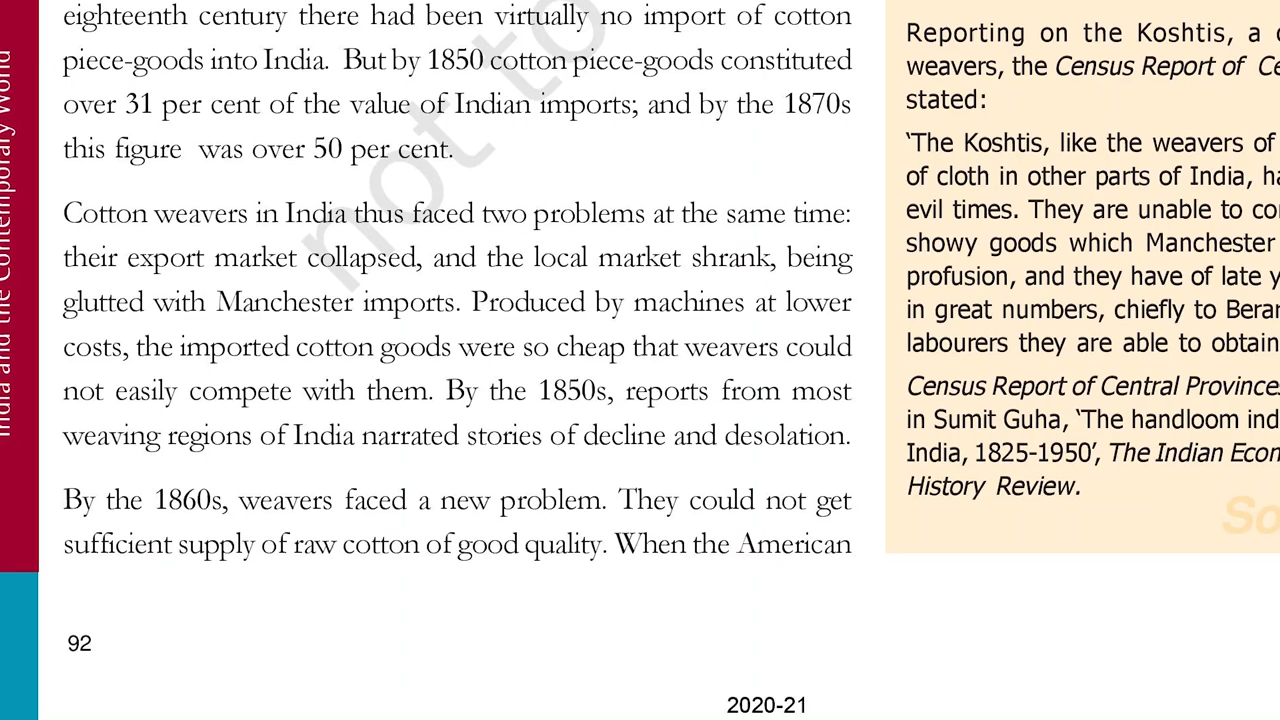 eighteenth century there had been virtually no import of cotton
piece-goods into India. But by 1850 cotton piece-goods constituted
over 31 per cent of the value of Indian imports; and by the 1870s
this figure was over 50 per cent.
Cotton weavers in India thus faced two problems at the same time:
their export market collapsed, and the local market shrank, being
glutted with Manchester imports. Produced by machines at lower
costs, the imported cotton goods were so cheap that weavers could
not easily compete with them. By the 1850s, reports from most
weaving regions of India narrated stories of decline and desolation.
By the 1860s, weavers faced a new problem. They could not get
sufficient supply of raw cotton of good quality. When the American
Reporting on the Koshtis, a
weavers, the Census Report of
stated:
‘The Koshtis, like the weavers of
of cloth in other parts of India,
evil times. They are unable to
showy goods which Manchester
profusion, and they have of late
in great numbers, chiefly to Berar
labourers they are able to obtain
Census Report of Central Provinces
in Sumit Guha, ‘The handloom
India, 1825-1950’, The Indian
History Review.
India and the Contemporary World
not to
92
2020-21